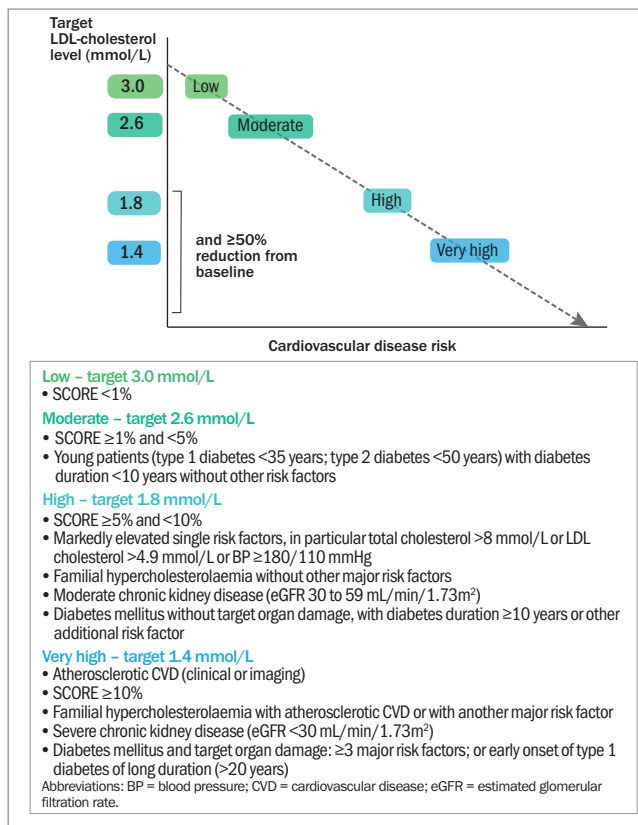 Target
LDL-cholesterol
level (mmol/L)
3.0
Low
2.6
Moderate
1.8
High
and ≥50%
reduction from
baseline
1.4
Very high
Cardiovascular disease risk
Low – target 3.0 mmol/L
• SCORE <1%
Moderate – target 2.6 mmol/L
• SCORE ≥1% and <5%
• Young patients (type 1 diabetes <35 years; type 2 diabetes <50 years) with diabetes
duration <10 years without other risk factors
High – target 1.8 mmol/L
• SCORE ≥5% and <10%
• Markedly elevated single risk factors, in particular total cholesterol >8 mmol/L or LDL
cholesterol >4.9 mmol/L or BP ≥180/110 mmHg
• Familial hypercholesterolaemia without other major risk factors
• Moderate chronic kidney disease (eGFR 30 to 59 mL/min/1.73m²)
• Diabetes mellitus without target organ damage, with diabetes duration ≥10 years or other
additional risk factor
Very high – target 1.4 mmol/L
• Atherosclerotic CVD (clinical or imaging)
• SCORE ≥10%
• Familial hypercholesterolaemia with atherosclerotic CVD or with another major risk factor
• Severe chronic kidney disease (eGFR <30 mL/min/1.73m²)
• Diabetes mellitus and target organ damage: ≥3 major risk factors; or early onset of type 1
diabetes of long duration (>20 years)
Abbreviations: BP = blood pressure; CVD = cardiovascular disease; eGFR = estimated glomerular
filtration rate.